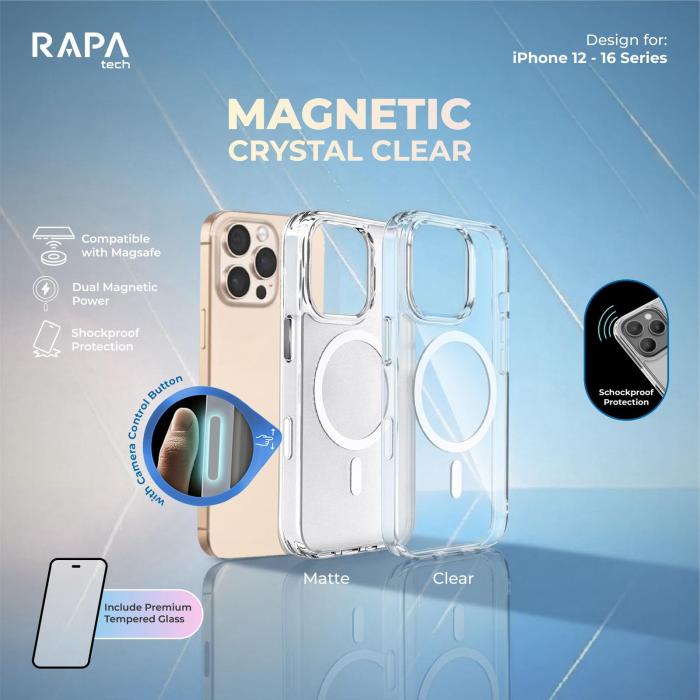 RAPA
tech
Design for:
iPhone 12 - 16 Series
MAGNETIC
CRYSTAL CLEAR
Compatible
with Magsafe
Dual Magnetic
Power
Shockproof
Protection
with Camera Control Button
Schockproof
Protection
Matte
Clear
Include Premium
Tempered Glass